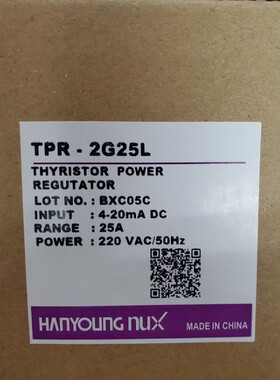 TPR - 2G25L
THYRISTOR POWER
REGUTATOR
LOT NO. : BXC05C
INPUT : 4-20mA DC
RANGE : 25A
POWER : 220 VAC/50Hz
HANYOUNG nux
MADE IN CHINA